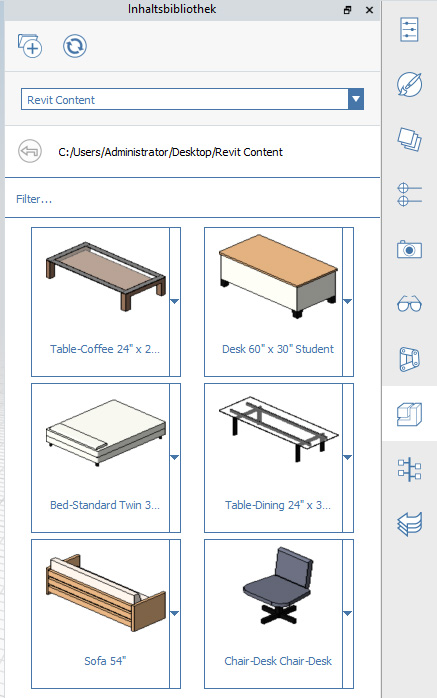 Inhaltsbibliothek
Revit Content
C:/Users/Administrator/Desktop/Revit Content
Filter...
Table-Coffee 24" x 2...
Desk 60" x 30" Student
Bed-Standard Twin 3...
Table-Dining 24" x 3...
Sofa 54"
Chair-Desk Chair-Desk